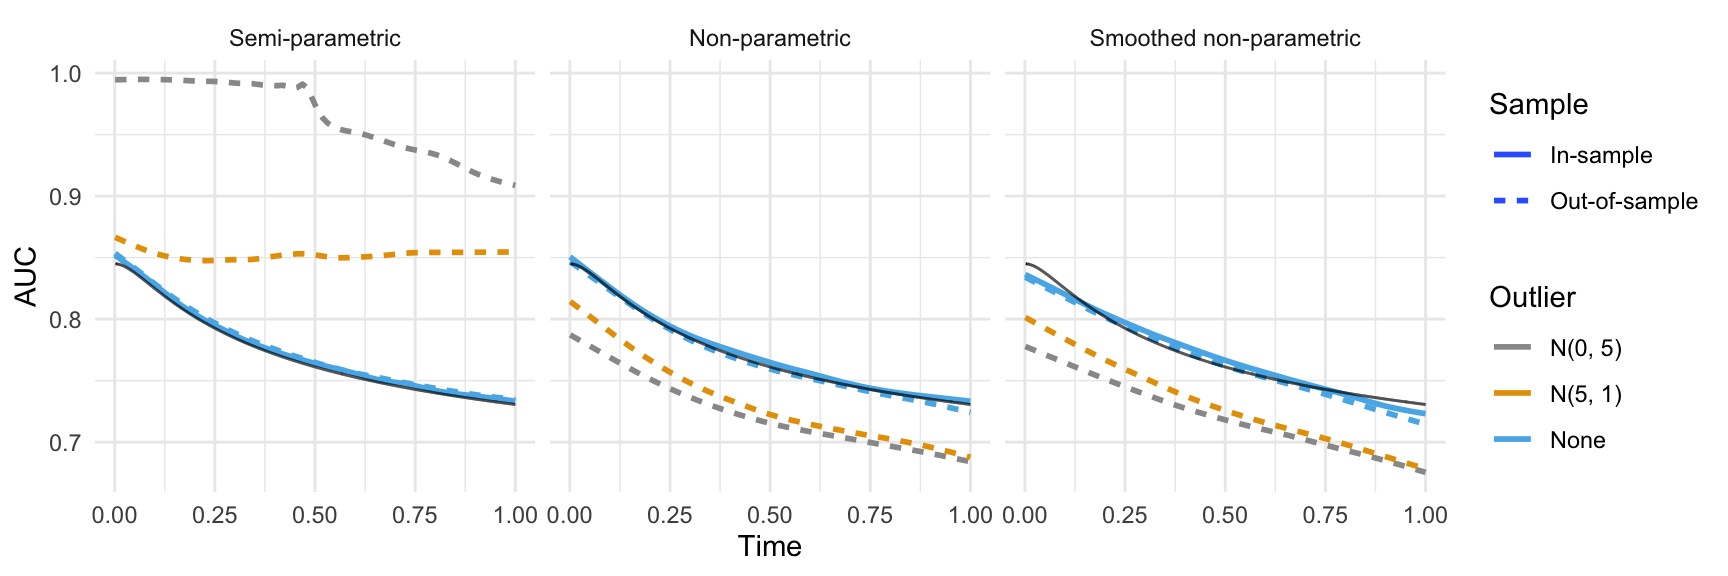 Semi-parametric
Non-parametric
Smoothed non-parametric
1.0
0.9
0.8
0.7
AUC
0.00 0.25 0.50 0.75 1.00
0.00 0.25 0.50 0.75 1.00
0.00 0.25 0.50 0.75 1.00
Time
Sample
In-sample
Out-of-sample
Outlier
N(0, 5)
N(5, 1)
None